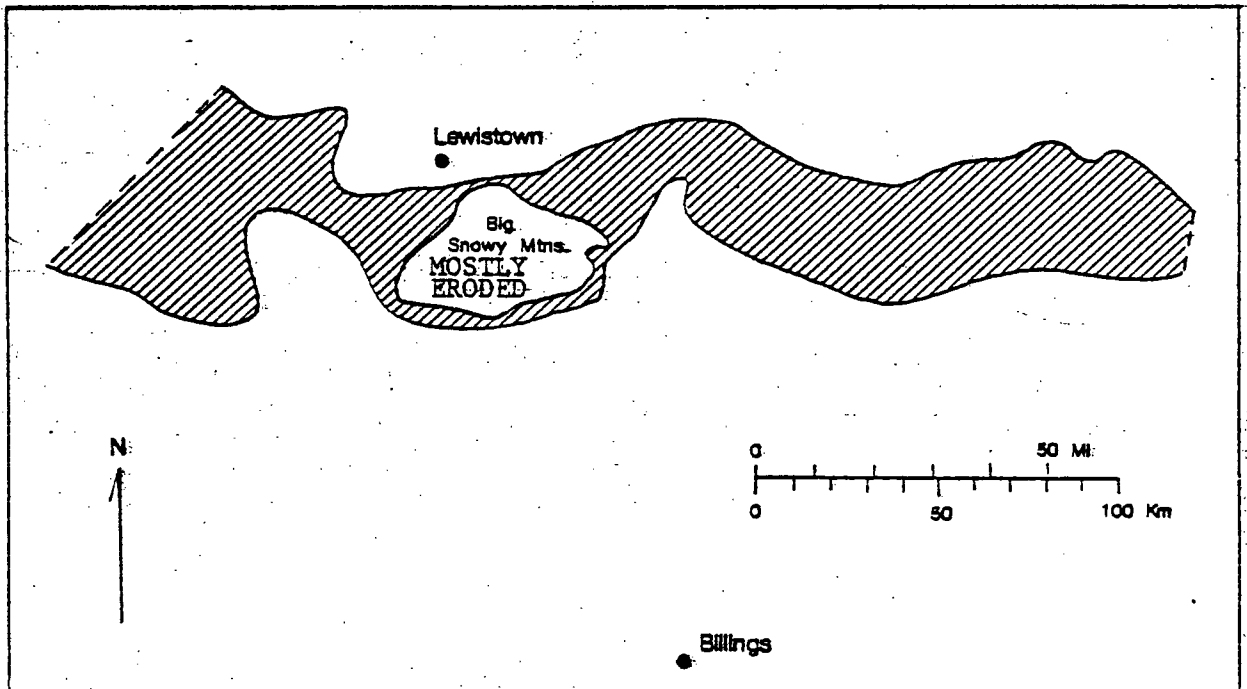 Lewistown
Big
Snowy Mtns.
MOSTLY
ERODED
N
0 50 Mi
0 50 100 Km
Billings